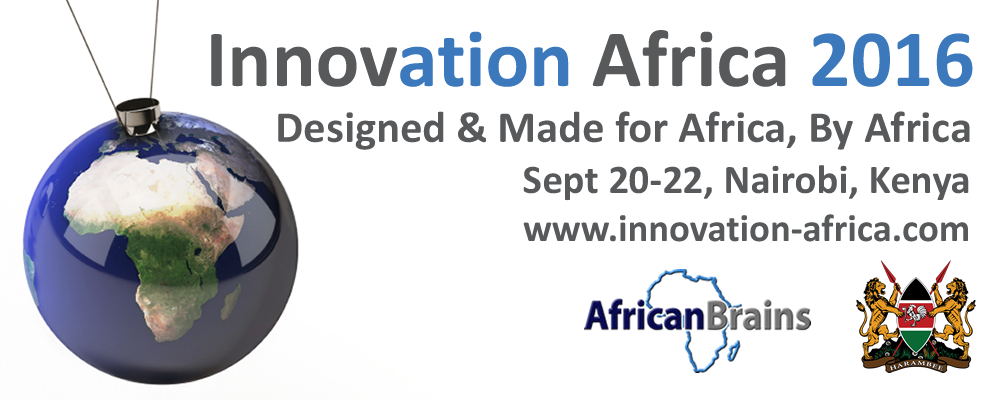 Innovation Africa 2016
Designed & Made for Africa, By Africa
Sept 20-22, Nairobi, Kenya
www.innovation-africa.com
AfricanBrains
HARAMBEE